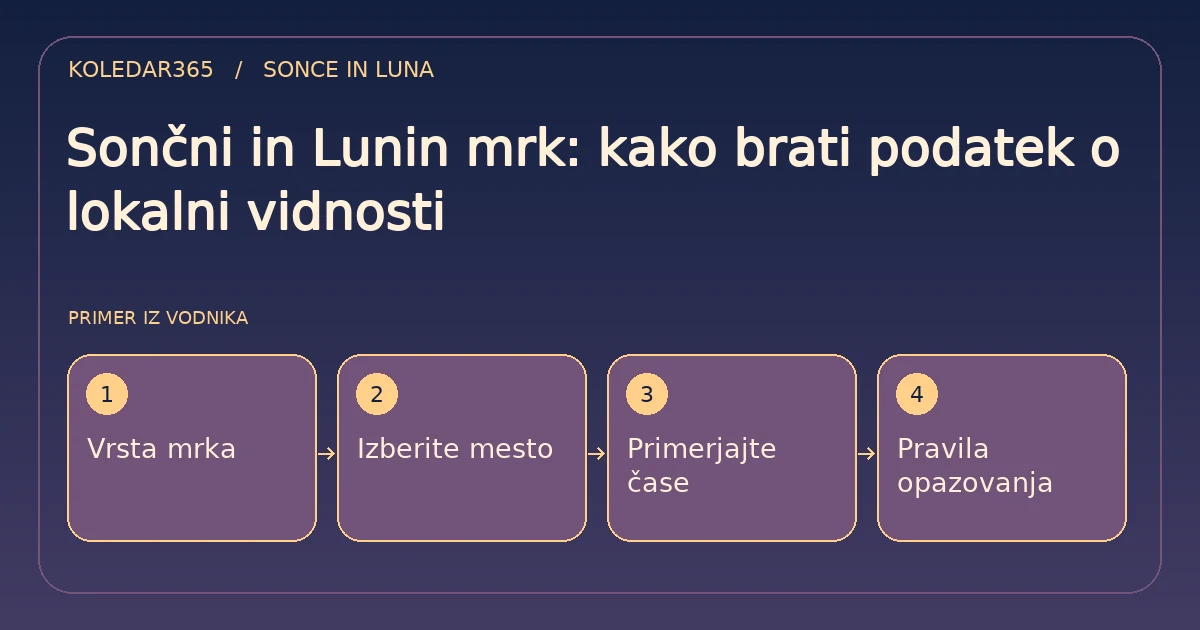 KOLEDAR365 / SONCE IN LUNA
Sončni in Lunin mrk: kako brati podatek o
lokalni vidnosti
PRIMER IZ VODNIKA
1
Vrsta mrka
→
2
Izberite mesto
→
3
Primerjajte
čase
→
4
Pravila
opazovanja